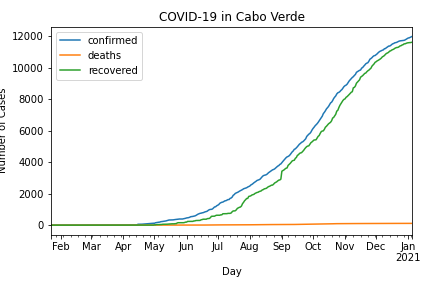 COVID-19 in Cabo Verde
confirmed
deaths
recovered
12000
10000
8000
6000
4000
2000
0
Number of Cases
Feb Mar Apr May Jun Jul Aug Sep Oct Nov Dec Jan
2021
Day